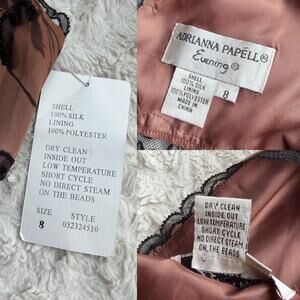 SHELL
100% SILK
LINING
100% POLYESTER
DRY CLEAN
INSIDE OUT
LOW TEMPERATURE
SHORT CYCLE
NO DIRECT STEAM
ON THE BEADS
SIZE STYLE
8 052324510
ADRIANNA PAPELL®
Evening®
SHELL
100% SILK
LINING
100% POLYESTER
MADE IN
CHINA
8
DRY CLEAN
INSIDE OUT
LOW TEMPERATURE
SHORT CYCLE
NO DIRECT STEAM
ON THE BEADS